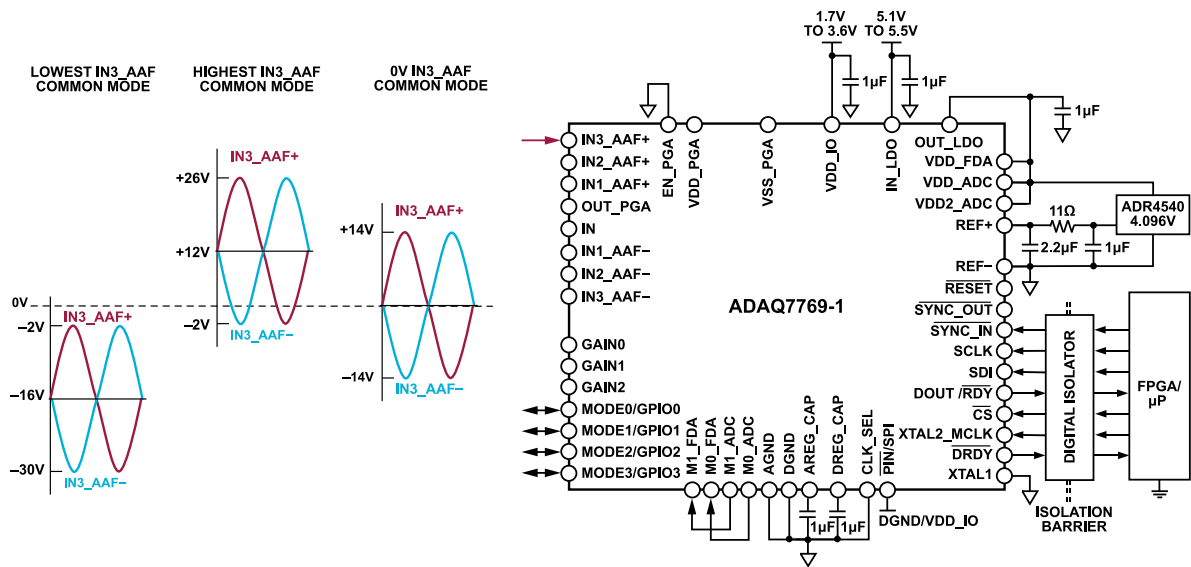 LOWEST IN3_AAF
COMMON MODE
HIGHEST IN3_AAF
COMMON MODE
0V IN3_AAF
COMMON MODE
0V
IN3_AAF+
–2V
–16V
–30V
IN3_AAF–
IN3_AAF+
+26V
+12V
–2V
IN3_AAF–
IN3_AAF+
+14V
–14V
IN3_AAF–
1.7V
TO 3.6V
5.1V
TO 5.5V
1µF
1µF
1µF
EN_PGA
VDD_PGA
VSS_PGA
VDD_IO
IN_LDO
OUT_LDO
IN3_AAF+
IN2_AAF+
IN1_AAF+
OUT_PGA
IN
IN1_AAF–
IN2_AAF–
IN3_AAF–
GAIN0
GAIN1
GAIN2
MODE0/GPIO0
MODE1/GPIO1
MODE2/GPIO2
MODE3/GPIO3
ADAQ7769-1
VDD_FDA
VDD_ADC
VDD2_ADC
REF+
REF–
RESET
SYNC_OUT
SYNC_IN
SCLK
SDI
DOUT/RDY
CS
XTAL2_MCLK
DRDY
XTAL1
11Ω
2.2µF
1µF
ADR4540
4.096V
DIGITAL ISOLATOR
FPGA/
µP
ISOLATION
BARRIER
M1_FDA
M0_FDA
M1_ADC
M0_ADC
AGND
DGND
AREG_CAP
DREG_CAP
CLK_SEL
PIN/SPI
1µF
1µF
DGND/VDD_IO